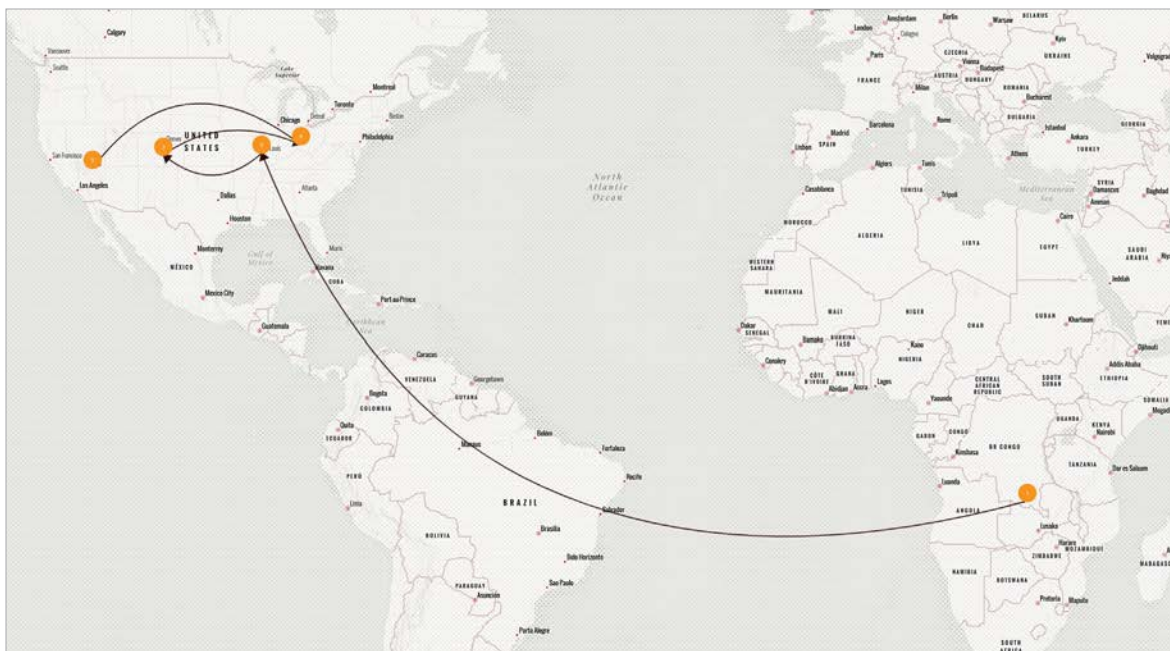 Calgary
Vancouver
Seattle
Lake
Superior
Montreal
Toronto
Detroit
Boston
Chicago
Philadelphia
UNITED
STATES
San Francisco
Los Angeles
Atlanta
Dallas
Houston
Monterrey
Gulf of
Mexico
MÉXICO
Havana
CUBA
Mexico City
Port au Prince
Caribbean
Sea
Guatemala
Caracas
VENEZUELA
Georgetown
GUYANA
Bogota
COLOMBIA
Quito
ECUADOR
Manaus
Belém
Fortaleza
PERÚ
Recife
Lima
BRAZIL
Salvador
Brasilia
BOLIVIA
Belo Horizonte
PARAGUAY
Sao Paulo
Asunción
Porto Alegre
North
Atlantic
Ocean
London
Amsterdam
Cologne
Berlin
Warsaw
BELARUS
Kyiv
UKRAINE
Volgograd
Paris
FRANCE
CZECHIA
Vienna
AUSTRIA
Budapest
HUNGARY
Milan
ROMANIA
Bucharest
BULGARIA
GEORGIA
Barcelona
Rome
Istanbul
Ankara
TURKEY
Madrid
SPAIN
Lisbon
Athens
Algiers
Tunis
TUNISIA
Tripoli
Mediterranean
Sea
SYRIA
Damascus
Amman
Baghdad
Casablanca
MOROCCO
ALGERIA
LIBYA
Cairo
EGYPT
SAUDI
ARABIA
WESTERN
SAHARA
Jeddah
MAURITANIA
MALI
NIGER
CHAD
SUDAN
Khartoum
Dakar
SENEGAL
Bamako
BURKINA
FASO
Kano
NIGERIA
Djibouti
Addis Ababa
ETHIOPIA
Conakry
CÔTE
D'IVOIRE
GHANA
Abidjan
Accra
Lagos
CENTRAL
AFRICAN
REPUBLIC
SOUTH
SUDAN
SOMALIA
Yaounde
GABON
CONGO
UGANDA
KENYA
Nairobi
DR CONGO
Kinshasa
TANZANIA
Dar es Salaam
Luanda
ANGOLA
Lusaka
Harare
ZIMBABWE
MOZAMBIQUE
NAMIBIA
BOTSWANA
Pretoria
Maputo
SOUTH
AFRICA